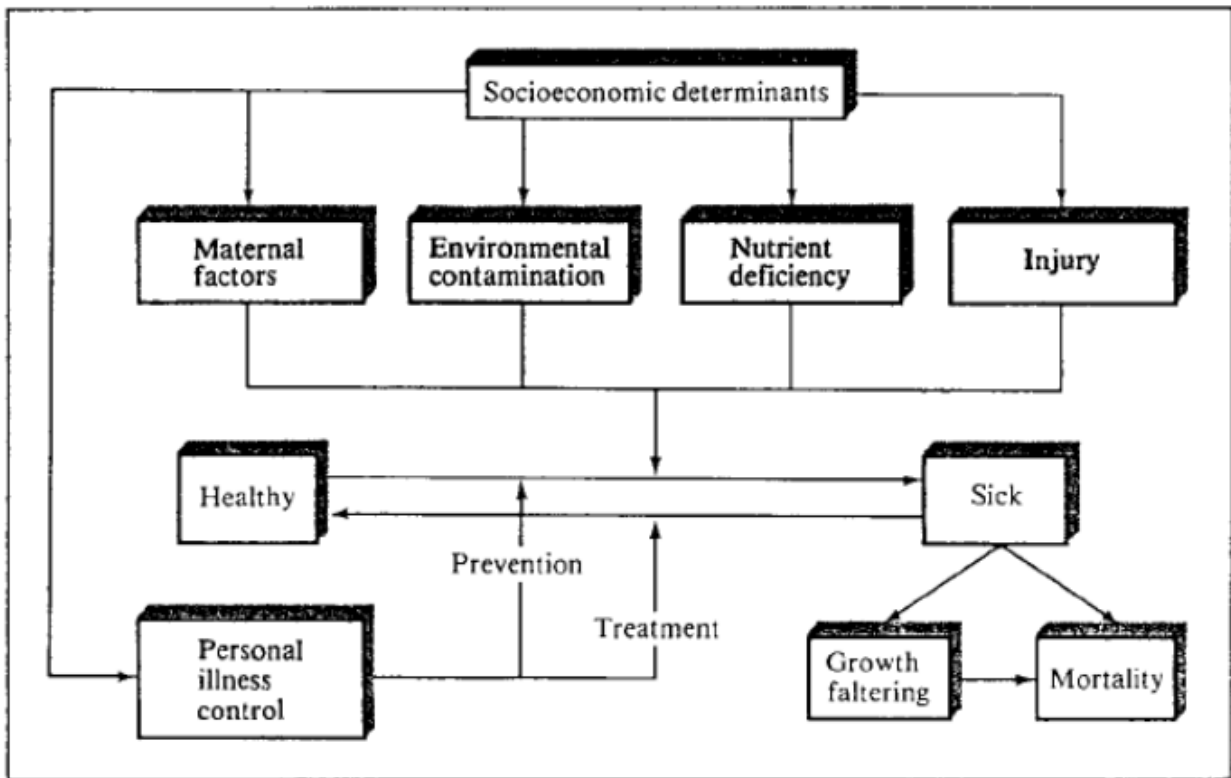 Socioeconomic determinants
Maternal
factors
Environmental
contamination
Nutrient
deficiency
Injury
Healthy
Sick
Prevention
Treatment
Personal
illness
control
Growth
faltering
Mortality